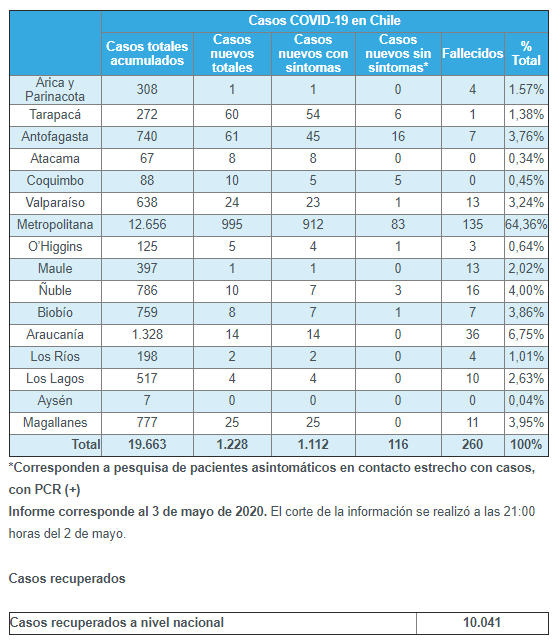 Casos COVID-19 en Chile
Casos totales acumulados Casos nuevos totales Casos nuevos con síntomas Casos nuevos sin síntomas* Fallecidos % Total
Arica y Parinacota 308 1 1 0 4 1.57%
Tarapacá 272 60 54 6 1 1,38%
Antofagasta 740 61 45 16 7 3,76%
Atacama 67 8 8 0 0 0,34%
Coquimbo 88 10 5 5 0 0,45%
Valparaíso 638 24 23 1 13 3,24%
Metropolitana 12.656 995 912 83 135 64,36%
O'Higgins 125 5 4 1 3 0,64%
Maule 397 1 1 0 13 2,02%
Ñuble 786 10 7 3 16 4,00%
Biobío 759 8 7 1 7 3,86%
Araucanía 1.328 14 14 0 36 6,75%
Los Ríos 198 2 2 0 4 1,01%
Los Lagos 517 4 4 0 10 2,63%
Aysén 7 0 0 0 0 0,04%
Magallanes 777 25 25 0 11 3,95%
Total 19.663 1.228 1.112 116 260 100%
*Corresponden a pesquisa de pacientes asintomáticos en contacto estrecho con casos,
con PCR (+)
Informe corresponde al 3 de mayo de 2020. El corte de la información se realizó a las 21:00
horas del 2 de mayo.
Casos recuperados
Casos recuperados a nivel nacional 10.041